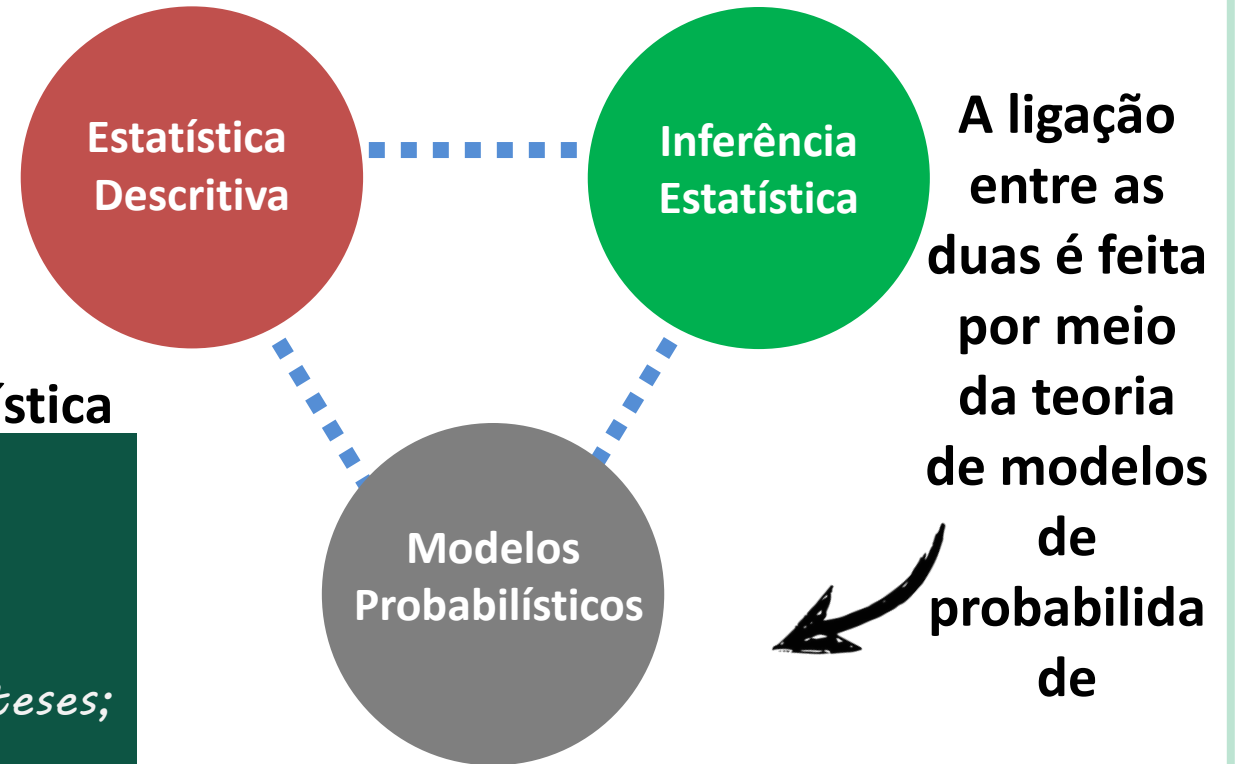 Estatística
Descritiva
Inferência
Estatística
A ligação
entre as
duas é feita
por meio
da teoria
de modelos
de
probabilida
de
ística
Modelos
Probabilísticos
teses;